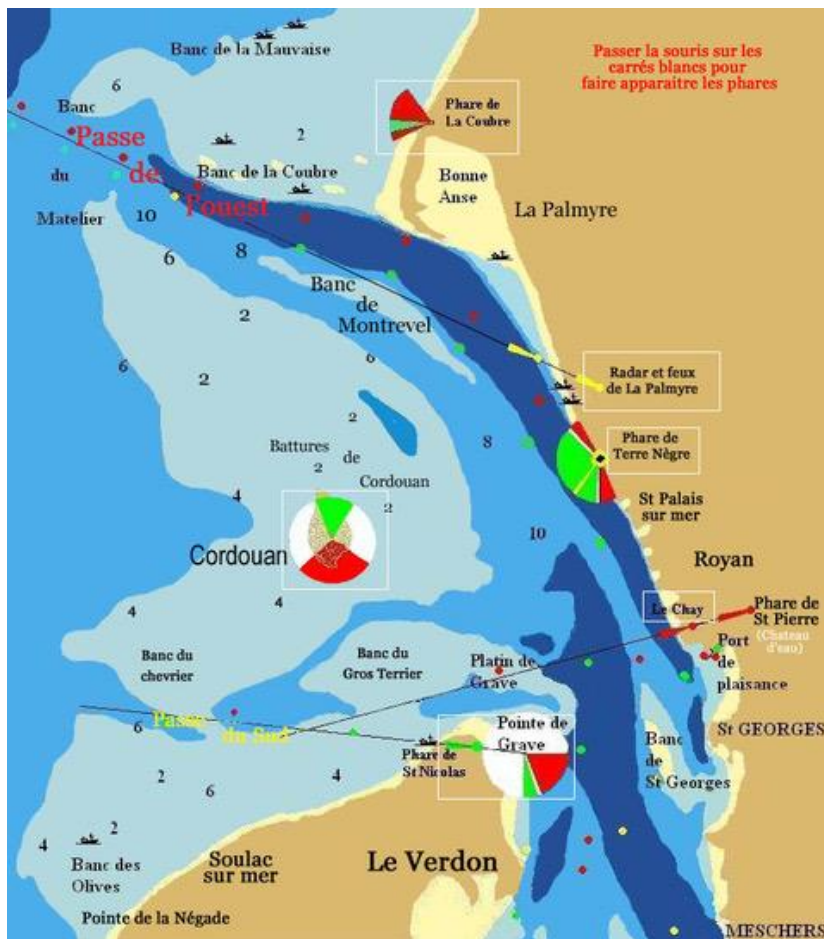 Banc de la Mauvaise
Passer la souris sur les
carrés blancs pour
faire apparaitre les phares
6
Banc
Phare de
La Coubre
Passe
2
de
Banc de la Coubre
du
Bonne
Anse
l'ouest
La Palmyre
Matelier
10
8
6
Banc
de
Montrevel
2
6
6
2
Radar et feux
de La Palmyre
2
8
Phare de
Terre Nègre
Battures
2
de
Cordouan
4
2
St Palais
sur mer
10
Cordouan
Royan
4
4
Le Chay
Phare de
St Pierre
(Chateau
d'eau)
Banc du
chevrier
Banc du
Gros Terrier
Platin de
Grave
Port
de
plaisance
Passe
du Sud
6
Pointe de
Grave
St GEORGES
Phare de
St Nicolas
Banc
de
St Georges
2
6
4
2
4
Banc des
Olives
Soulac
sur mer
Le Verdon
Pointe de la Négade
MESCHERS